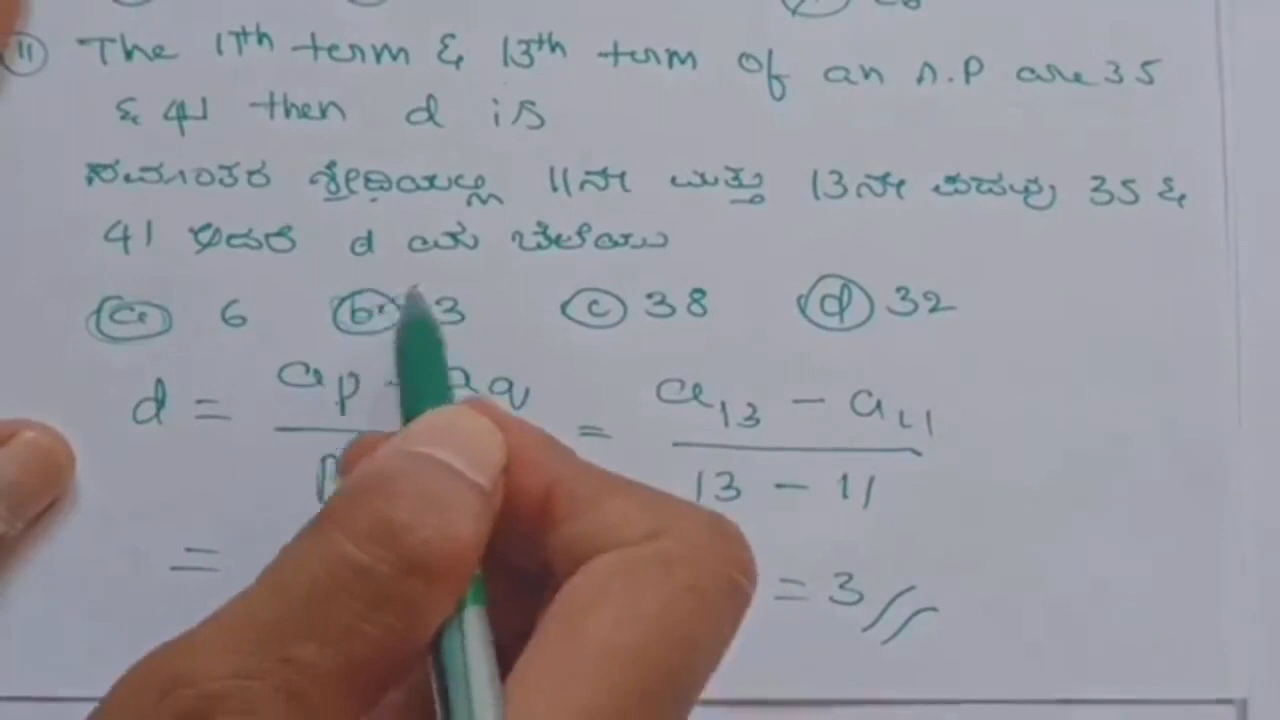 11 The 11th term & 13th term of an A.P are 35
& 41 then d is
ಸಮಾಂತರ ಶ್ರೇಢಿಯಲ್ಲಿ 11ನೇ ಮತ್ತು 13ನೇ ಪದವು 35 &
41 ಆದರೆ d ಯ ಬೆಲೆಯು
a 6 b 3 c 38 d 32
d = ap - aq = a13 - a11
13 - 11
= = 3 //